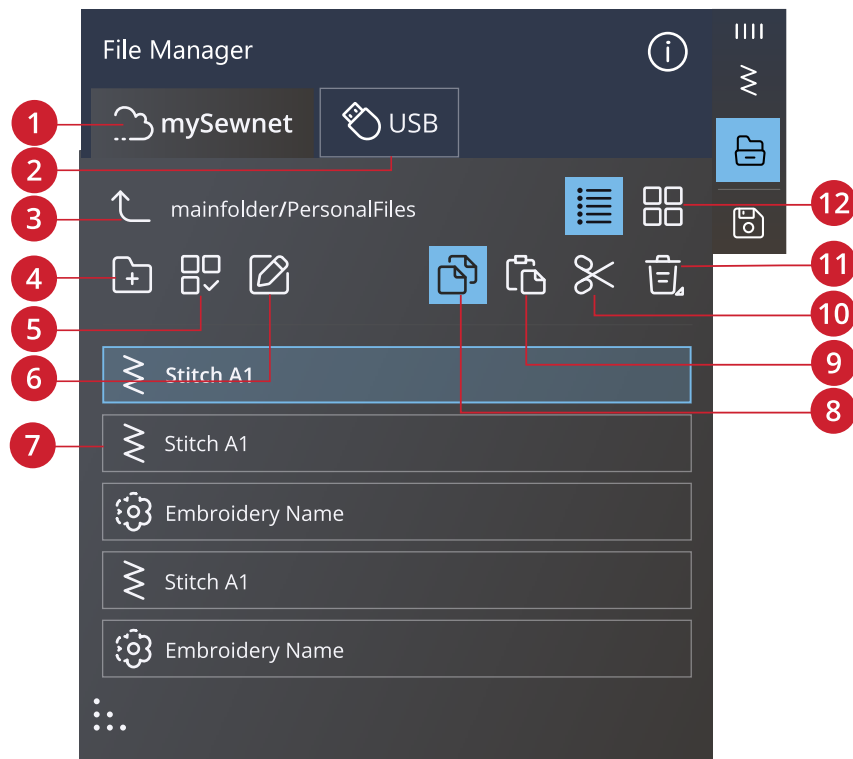 File Manager
1 mySewnet USB
2
3 mainfolder/PersonalFiles 12
4 11
5 10
6 Stitch A1 9
8
7 Stitch A1
Embroidery Name
Stitch A1
Embroidery Name